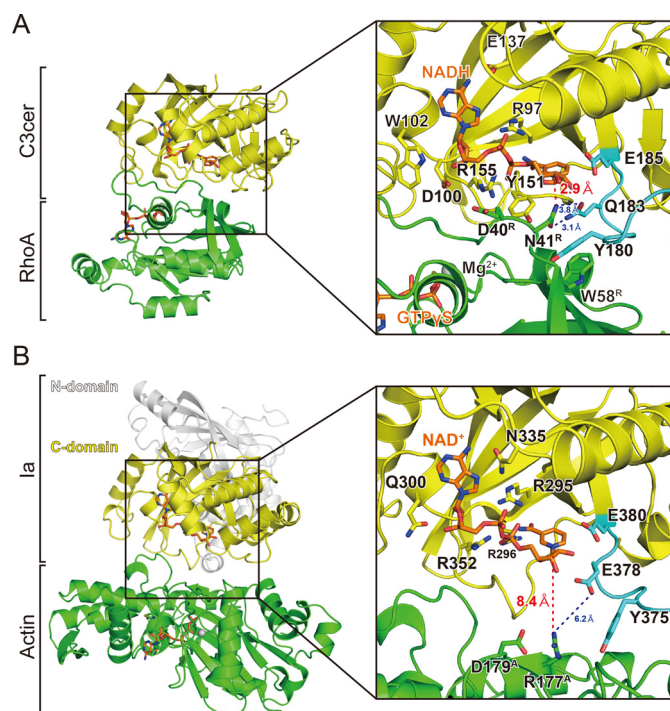 A
C3cer
RhoA
E137
NADH
R97
W102
E185
R155
Y151
2.9 Å
D100
3.8 Å
Q183
D40ᴿ
N41ᴿ
3.1 Å
Y180
Mg²⁺
W58ᴿ
GTPγS
B
N-domain
C-domain
Ia
Actin
NAD⁺
N335
Q300
R295
E380
R352
R296
E378
8.4 Å
6.2 Å
Y375
D179ᴬ
R177ᴬ